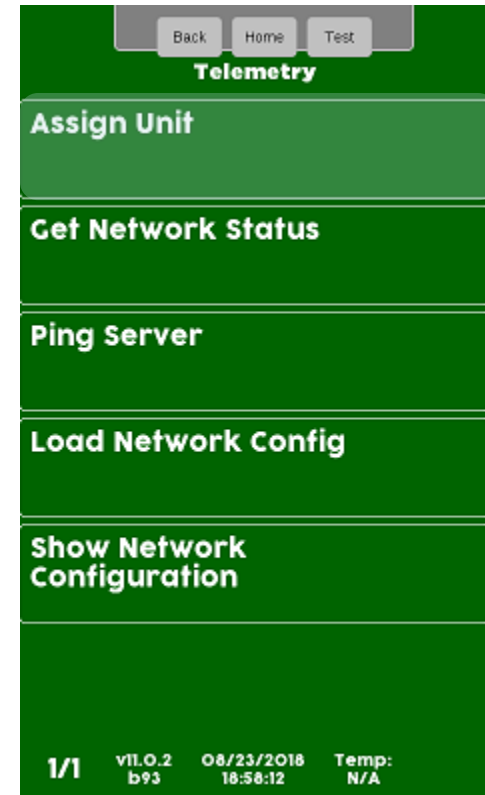 Back Home Test
Telemetry
Assign Unit
Get Network Status
Ping Server
Load Network Config
Show Network
Configuration
1/1 v11.0.2 08/23/2018 Temp:
b93 18:58:12 N/A